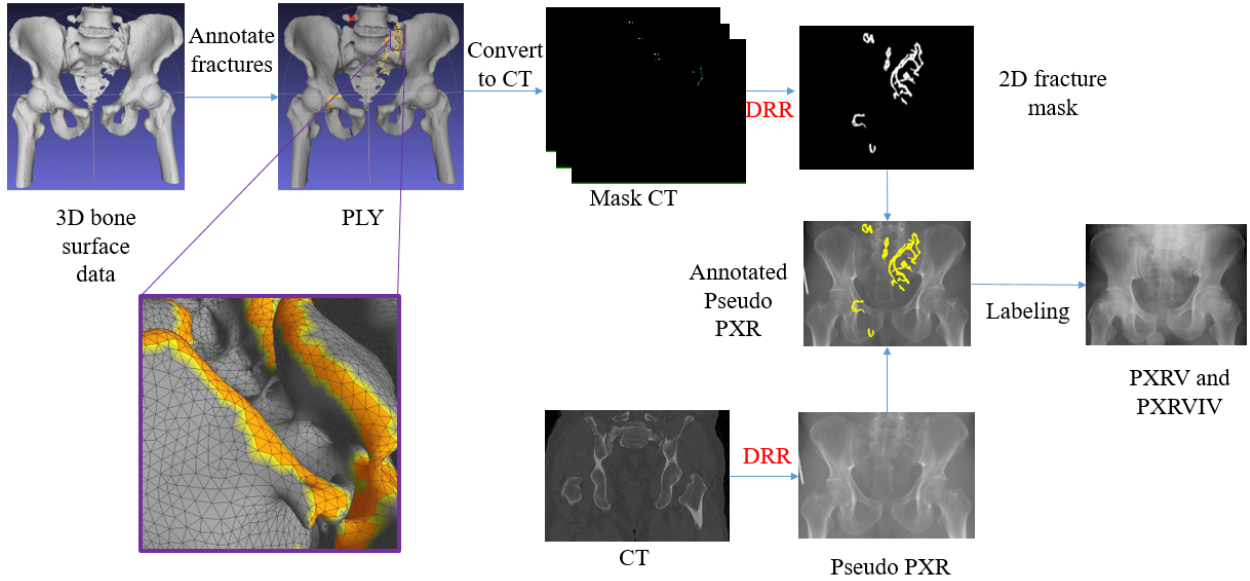 Annotate
fractures
Convert
to CT
DRR
2D fracture
mask
3D bone
surface
data
PLY
Mask CT
Annotated
Pseudo
PXR
Labeling
PXRV and
PXRVIV
DRR
CT
Pseudo PXR